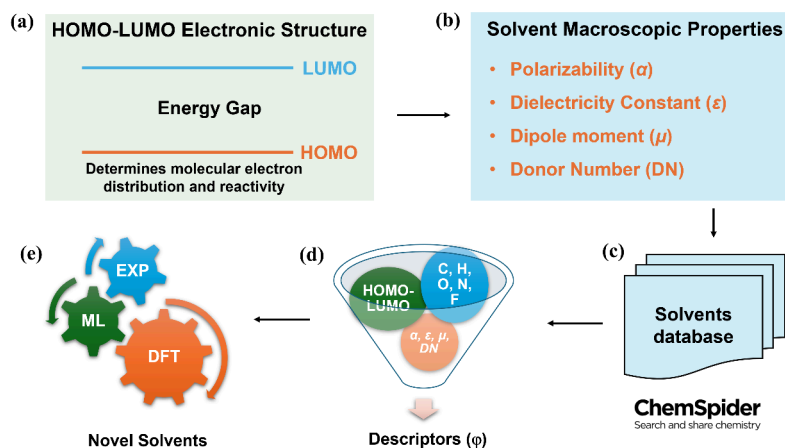 (a)
HOMO-LUMO Electronic Structure
LUMO
Energy Gap
HOMO
Determines molecular electron
distribution and reactivity
(b)
Solvent Macroscopic Properties
• Polarizability (α)
• Dielectricity Constant (ε)
• Dipole moment (μ)
• Donor Number (DN)
(c)
Solvents
database
ChemSpider
Search and share chemistry
(d)
HOMO-
LUMO
C, H,
O, N,
F
α, ε, μ,
DN
Descriptors (φ)
(e)
EXP
ML
DFT
Novel Solvents